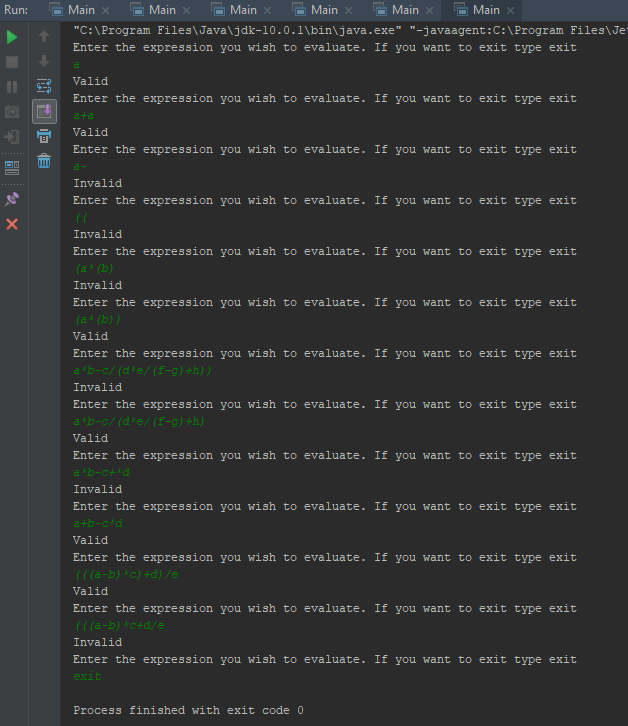 Run: Main Main Main Main Main Main
"C:\Program Files\Java\jdk-10.0.1\bin\java.exe" "-javaagent:C:\Program Files\Je
Enter the expression you wish to evaluate. If you want to exit type exit
a
Valid
Enter the expression you wish to evaluate. If you want to exit type exit
a+a
Valid
Enter the expression you wish to evaluate. If you want to exit type exit
a-
Invalid
Enter the expression you wish to evaluate. If you want to exit type exit
((
Invalid
Enter the expression you wish to evaluate. If you want to exit type exit
(a*(b)
Invalid
Enter the expression you wish to evaluate. If you want to exit type exit
(a*(b))
Valid
Enter the expression you wish to evaluate. If you want to exit type exit
a*b-c/(d*e/(f-g)+h))
Invalid
Enter the expression you wish to evaluate. If you want to exit type exit
a*b-c/(d*e/(f-g)+h)
Valid
Enter the expression you wish to evaluate. If you want to exit type exit
a*b-c+*d
Invalid
Enter the expression you wish to evaluate. If you want to exit type exit
a+b-c*d
Valid
Enter the expression you wish to evaluate. If you want to exit type exit
(((a-b)*c)+d)/e
Valid
Enter the expression you wish to evaluate. If you want to exit type exit
(((a-b)*c+d/e
Invalid
Enter the expression you wish to evaluate. If you want to exit type exit
exit
Process finished with exit code 0